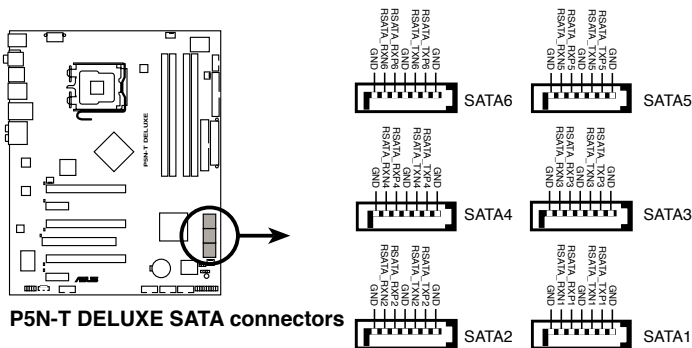 P5N-T DELUXE
ASUS
P5N-T DELUXE SATA connectors
GND
RSATA_RXN6
RSATA_RXP6
GND
RSATA_TXN6
RSATA_TXP6
GND
SATA6
GND
RSATA_RXN5
RSATA_RXP5
GND
RSATA_TXN5
RSATA_TXP5
GND
SATA5
GND
RSATA_RXN4
RSATA_RXP4
GND
RSATA_TXN4
RSATA_TXP4
GND
SATA4
GND
RSATA_RXN3
RSATA_RXP3
GND
RSATA_TXN3
RSATA_TXP3
GND
SATA3
GND
RSATA_RXN2
RSATA_RXP2
GND
RSATA_TXN2
RSATA_TXP2
GND
SATA2
GND
RSATA_RXN1
RSATA_RXP1
GND
RSATA_TXN1
RSATA_TXP1
GND
SATA1